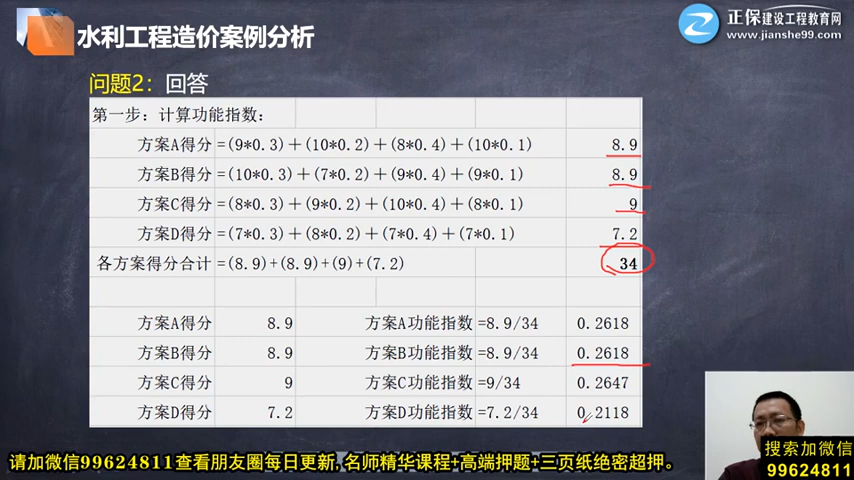 水利工程造价案例分析
正保建设工程教育网
www.jianshe99.com
问题2：回答
第一步：计算功能指数：
方案A得分 =(9*0.3)+(10*0.2)+(8*0.4)+(10*0.1) 8.9
方案B得分 =(10*0.3)+(7*0.2)+(9*0.4)+(9*0.1) 8.9
方案C得分 =(8*0.3)+(9*0.2)+(10*0.4)+(8*0.1) 9
方案D得分 =(7*0.3)+(8*0.2)+(7*0.4)+(7*0.1) 7.2
各方案得分合计 =(8.9)+(8.9)+(9)+(7.2) 34
方案A得分 8.9 方案A功能指数 =8.9/34 0.2618
方案B得分 8.9 方案B功能指数 =8.9/34 0.2618
方案C得分 9 方案C功能指数 =9/34 0.2647
方案D得分 7.2 方案D功能指数 =7.2/34 0.2118
请加微信99624811查看朋友圈每日更新,名师精华课程+高端押题+三页纸绝密超押。
搜索加微信
99624811